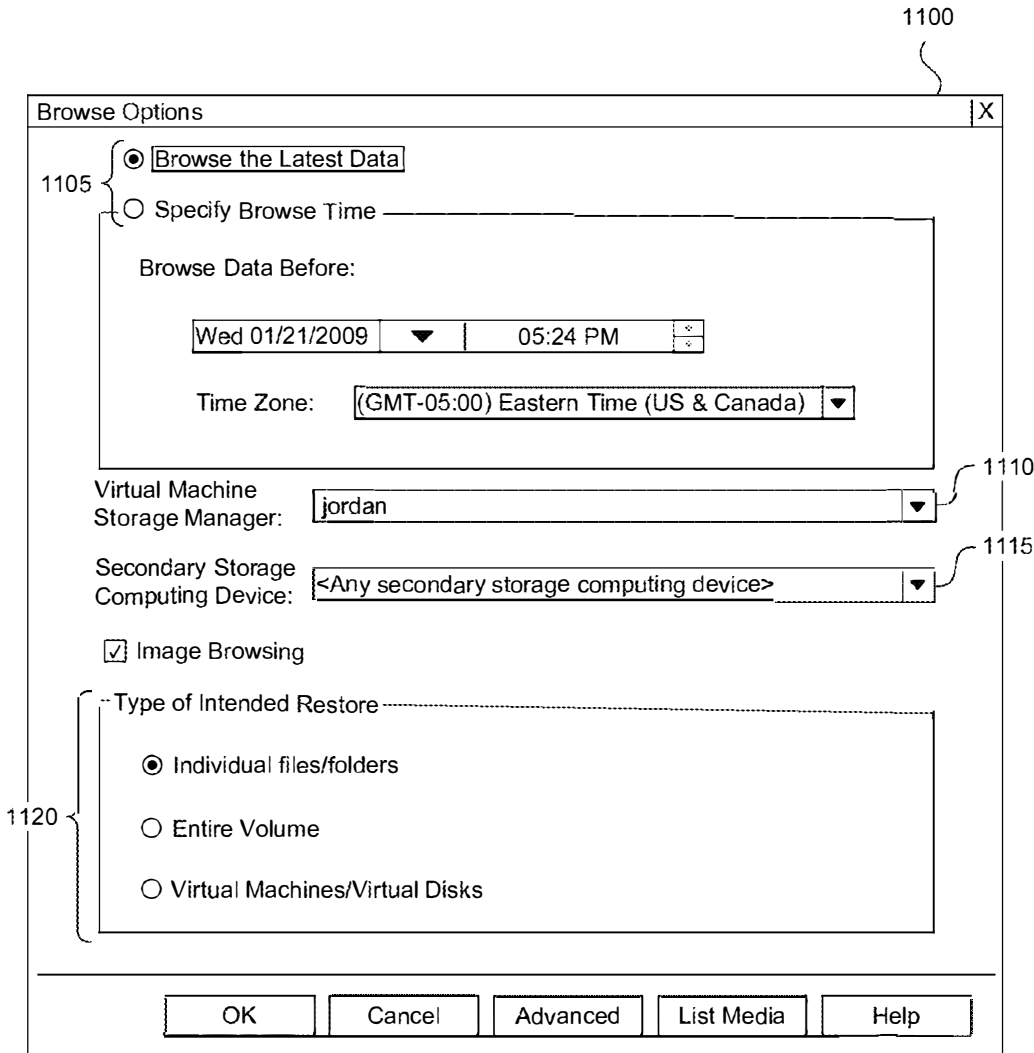 1100
Browse Options X
Browse the Latest Data
1105
Specify Browse Time
Browse Data Before:
Wed 01/21/2009 05:24 PM
Time Zone: (GMT-05:00) Eastern Time (US & Canada)
1110
Virtual Machine
Storage Manager: jordan
1115
Secondary Storage
Computing Device: <Any secondary storage computing device>
Image Browsing
Type of Intended Restore
Individual files/folders
1120
Entire Volume
Virtual Machines/Virtual Disks
OK Cancel Advanced List Media Help